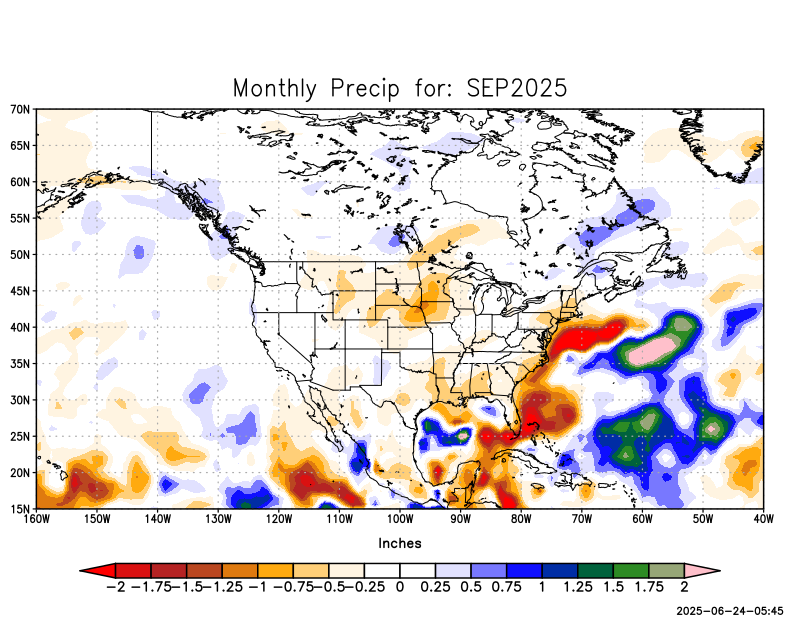 Monthly Precip for: SEP2025
70N
65N
60N
55N
50N
45N
40N
35N
30N
25N
20N
15N
160W 150W 140W 130W 120W 110W 100W 90W 80W 70W 60W 50W 40W
Inches
−2 −1.75−1.5−1.25 −1 −0.75−0.5−0.25 0 0.25 0.5 0.75 1 1.25 1.5 1.75 2
2025−06−24−05:45